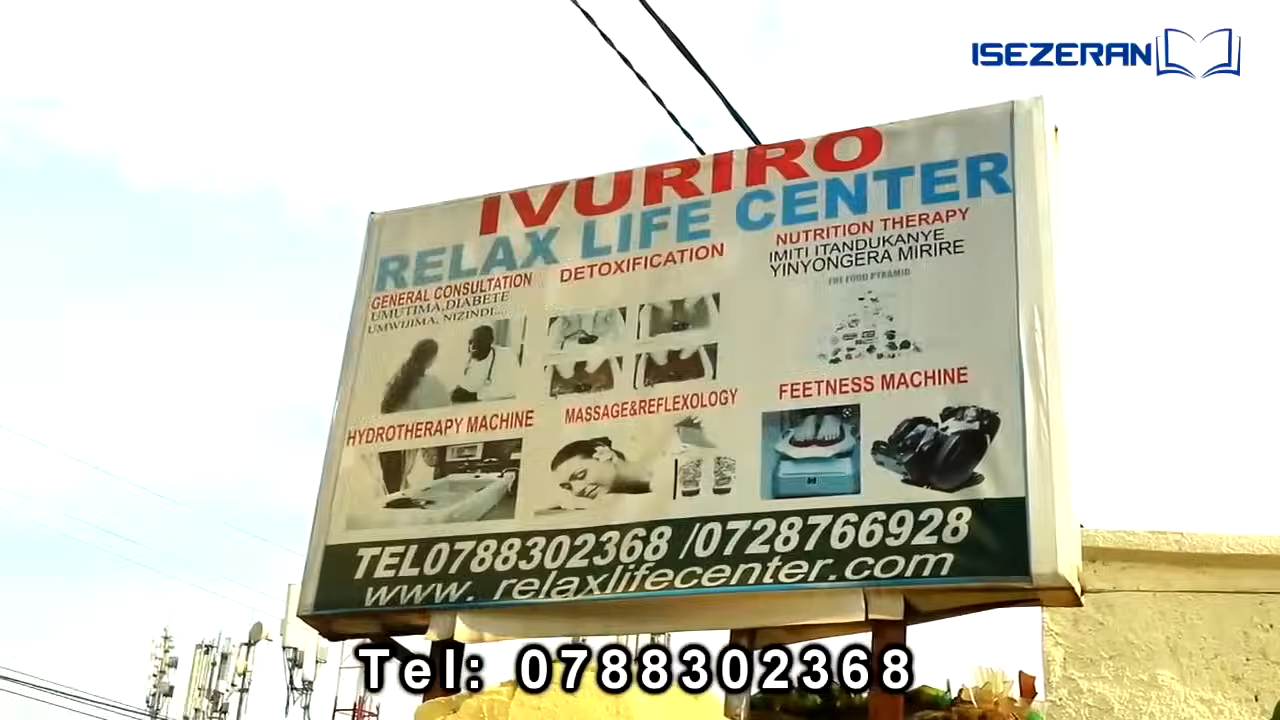 ISEZERAN
IVURIRO
RELAX LIFE CENTER
GENERAL CONSULTATION
UMUTIMA,DIABETE
UMWIJIMA, NIZINDI...
DETOXIFICATION
NUTRITION THERAPY
IMITI ITANDUKANYE
YINYONGERA MIRIRE
THE FOOD PYRAMID
HYDROTHERAPY MACHINE
MASSAGE&REFLEXOLOGY
FEETNESS MACHINE
TEL0788302368 /0728766928
www. relaxlifecenter.com
Tel: 0788302368